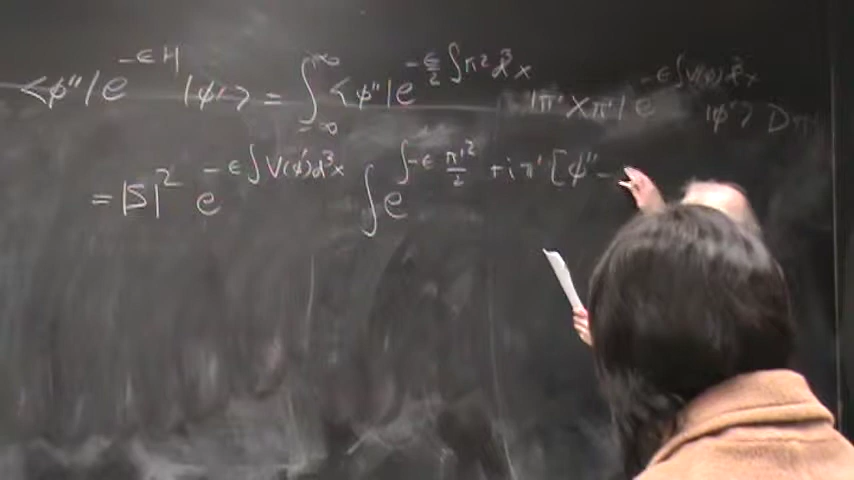 <φ''|e^{-εH}|φ'> = ∫_{-∞}^{∞} <φ''|e^{-ε/2 ∫π² d³x} |π'><π'| e^{-ε∫V(φ)d³x} |φ'> Dπ'
= |S|² e^{-ε∫V(φ')d³x} ∫ e^{∫-ε π'²/2 + iπ'[φ'' -